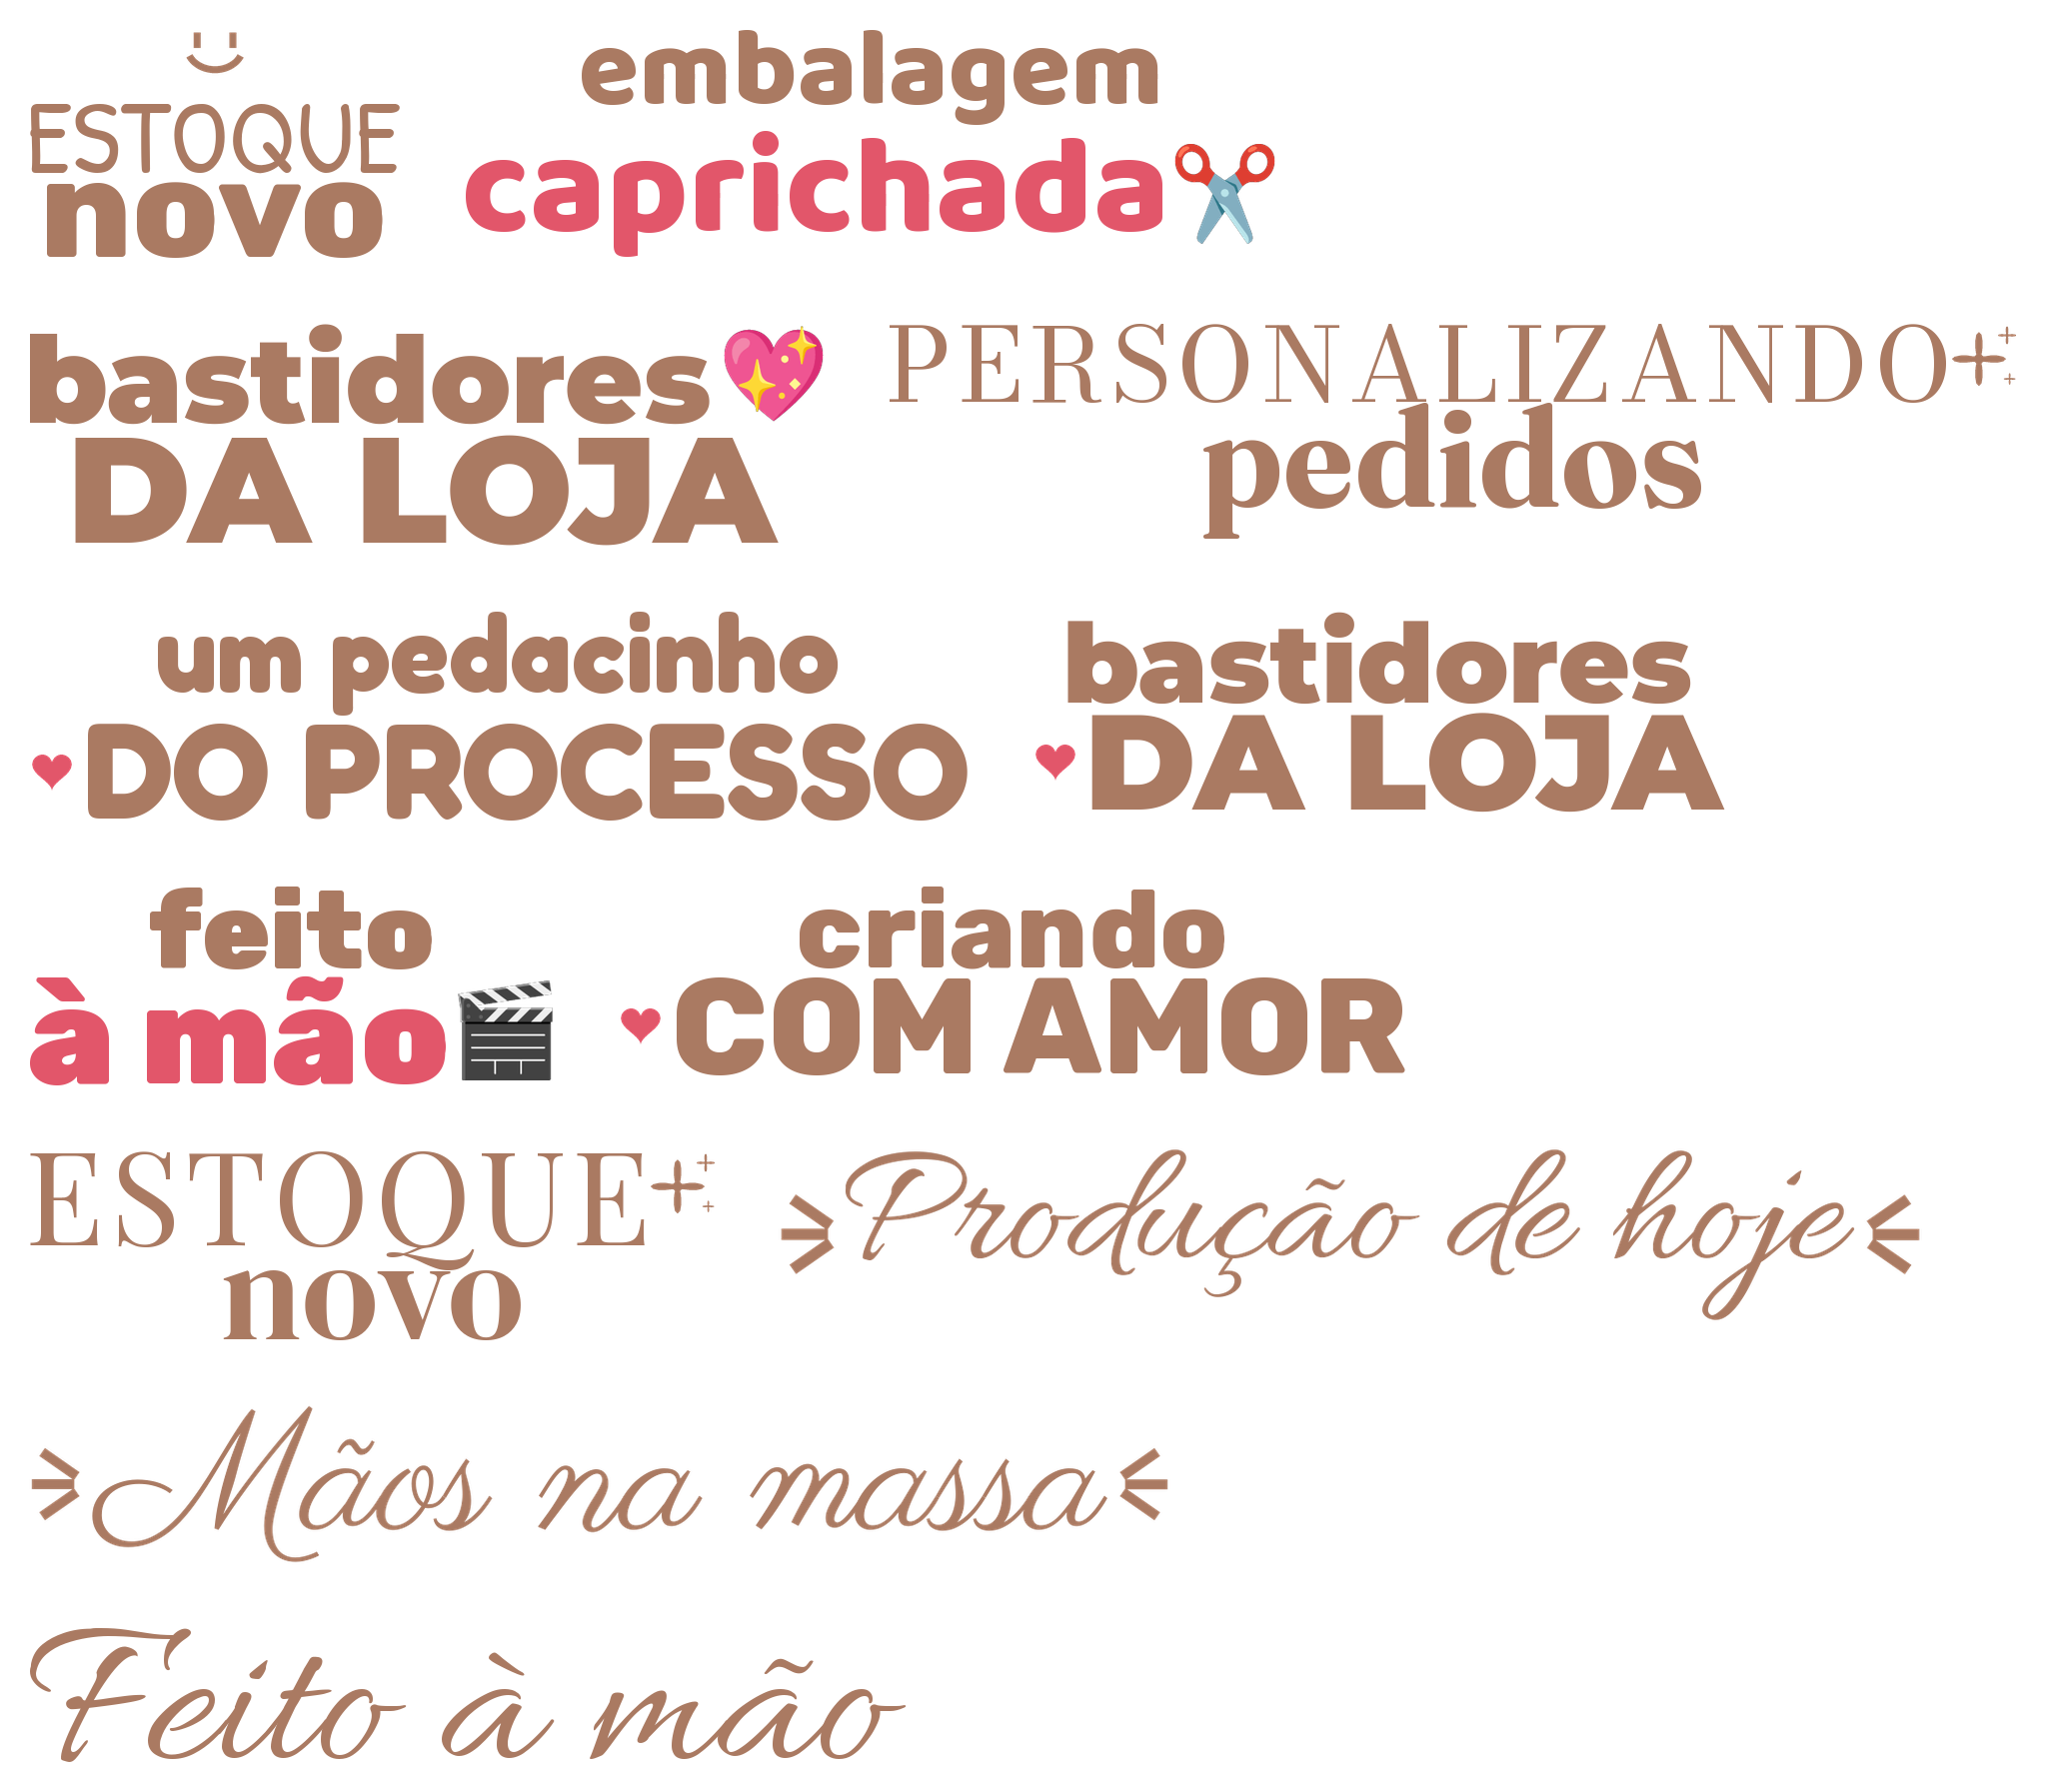 ESTOQUE
novo
embalagem
caprichada
bastidores
DA LOJA
PERSONALIZANDO
pedidos
um pedacinho
DO PROCESSO
bastidores
DA LOJA
feito
à mão
criando
COM AMOR
ESTOQUE
novo
Produção de hoje
Mãos na massa
Feito à mão